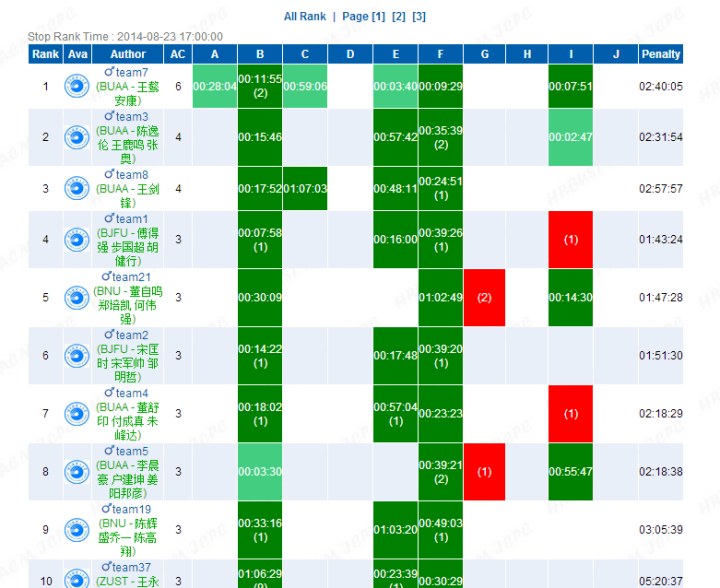 All Rank | Page [1] [2] [3]
Stop Rank Time : 2014-08-23 17:00:00
Rank Ava Author AC A B C D E F G H I J Penalty
1 ♂team7 (BUAA - 王懿安康) 6 00:28:04 00:11:55 (2) 00:59:06 00:03:40 00:09:29 00:07:51 02:40:05
2 ♂team3 (BUAA - 陈逸伦 王鹿鸣 张奥) 4 00:15:46 00:57:42 00:35:39 (2) 00:02:47 02:31:54
3 ♂team8 (BUAA - 王剑锋) 4 00:17:52 01:07:03 00:48:11 00:24:51 (1) 02:57:57
4 ♂team1 (BJFU - 傅得强 步国超 胡健行) 3 00:07:58 (1) 00:16:00 00:39:26 (1) (1) 01:43:24
5 ♂team21 (BNU - 董自鸣 郑培凯 何伟强) 3 00:30:09 01:02:49 (2) 00:14:30 01:47:28
6 ♂team2 (BJFU - 宋匡时 宋军帅 邹明哲) 3 00:14:22 (1) 00:17:48 00:39:20 (1) 01:51:30
7 ♂team4 (BUAA - 董舒印 付成真 朱峰达) 3 00:18:02 (1) 00:57:04 (1) 00:23:23 (1) 02:18:29
8 ♂team5 (BUAA - 李晨豪 户建坤 姜阳邦彦) 3 00:03:30 00:39:21 (2) (1) 00:55:47 02:18:38
9 ♂team19 (BNU - 陈辉 盛乔一 陈高翔) 3 00:33:16 (1) 01:03:20 00:49:03 (1) 03:05:39
10 ♂team37 (ZUST - 王永 3 01:06:29 00:23:39 00:30:29 05:20:37